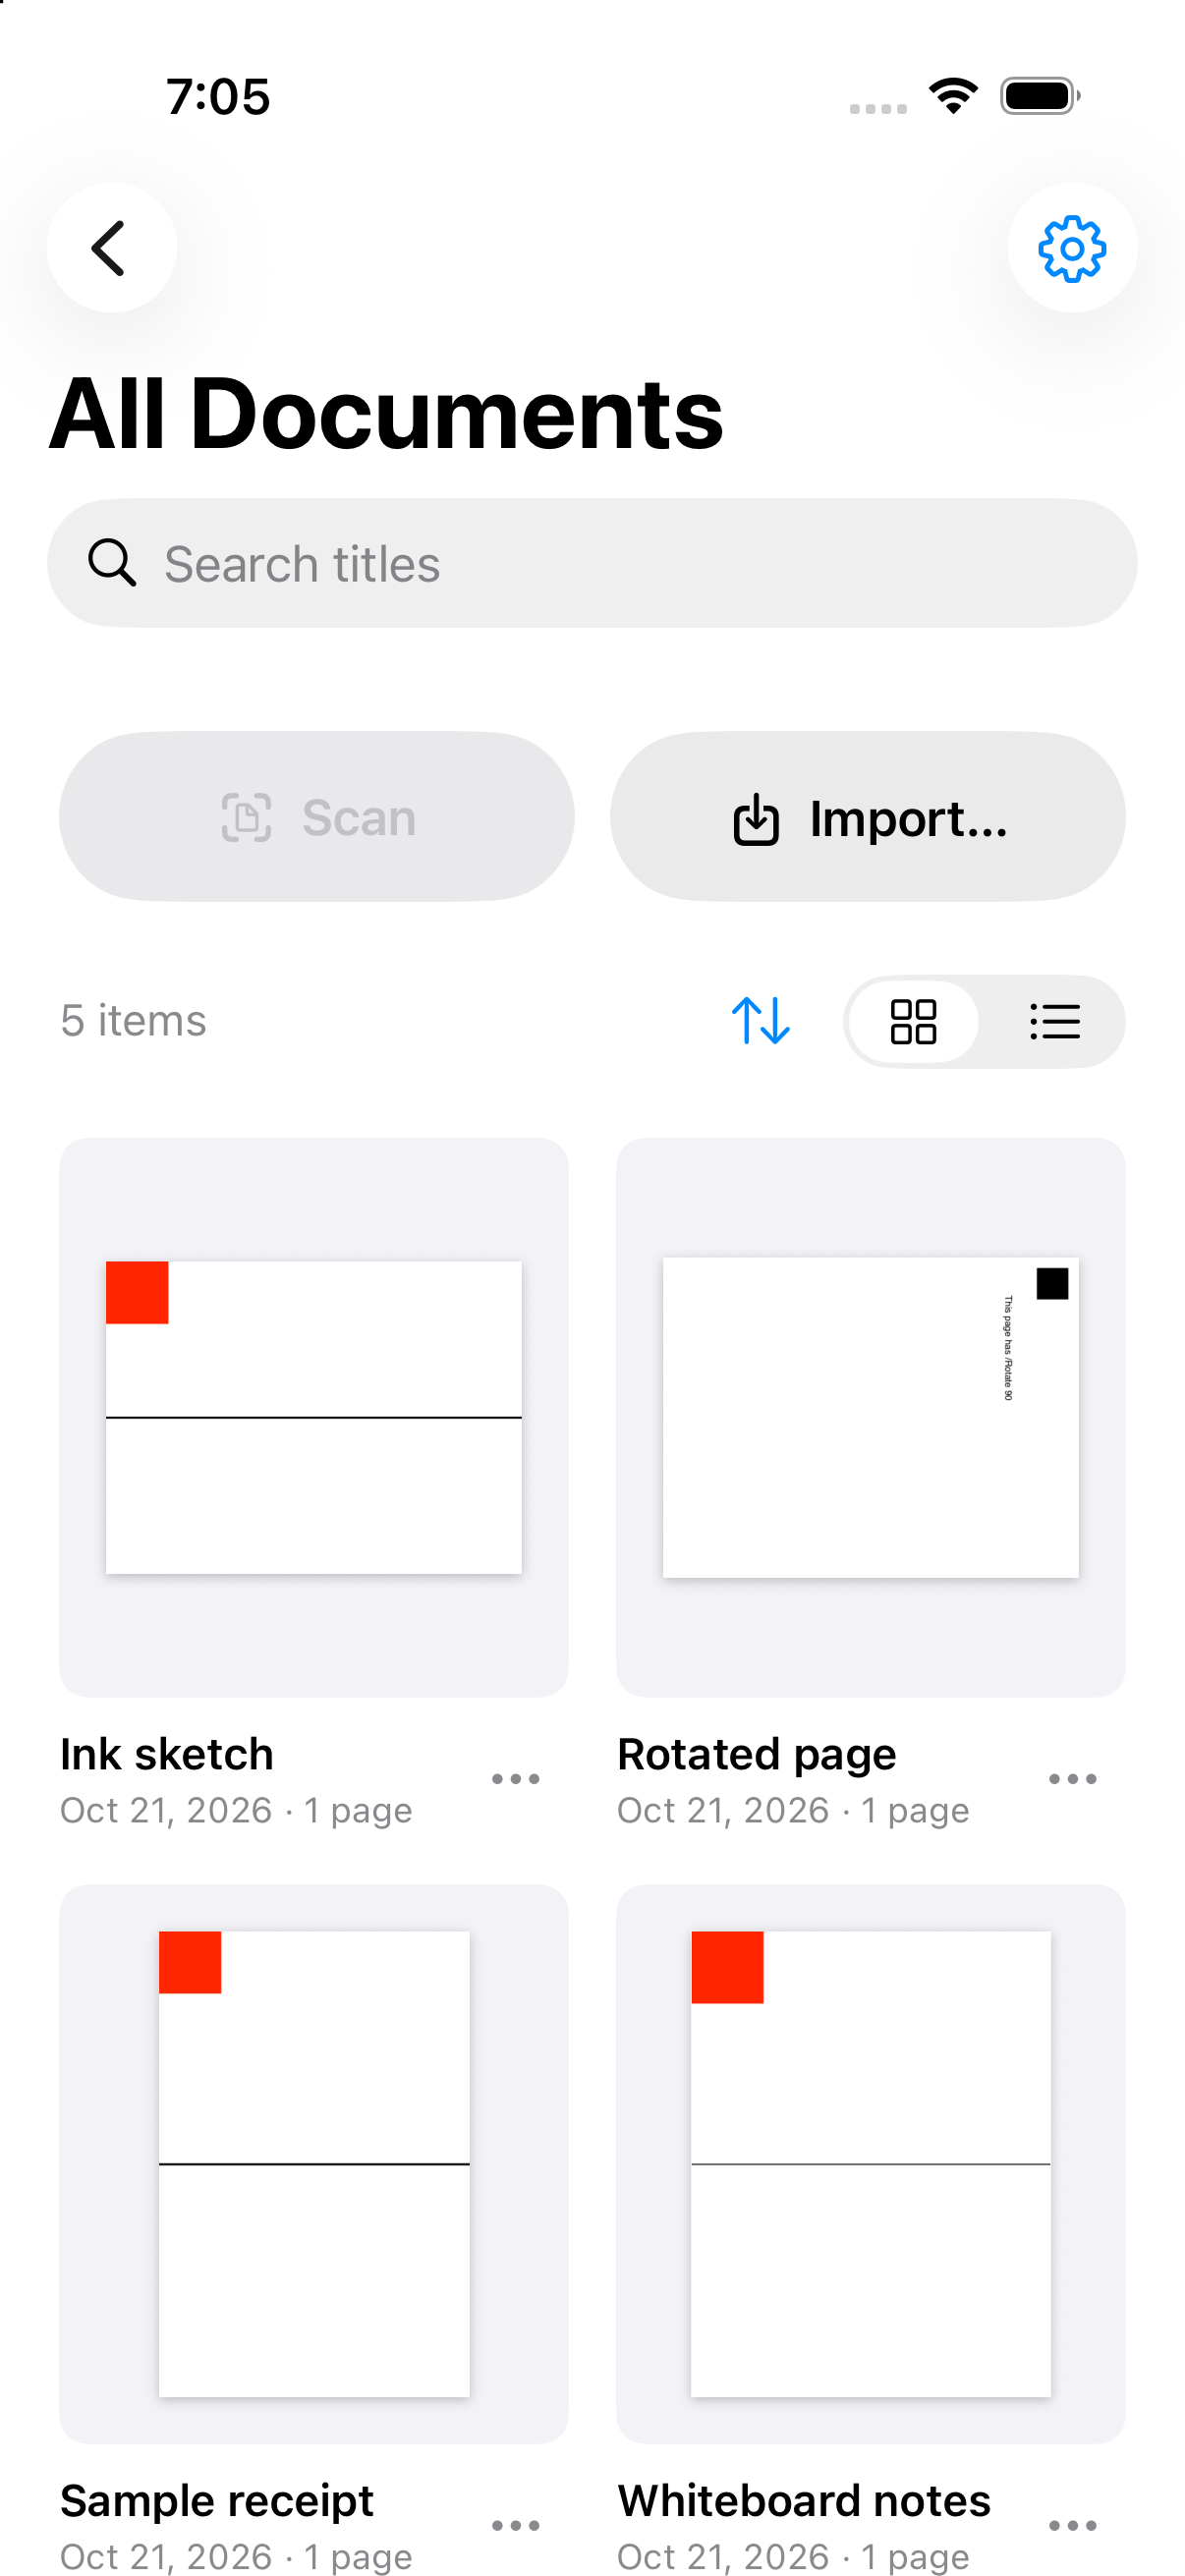 7:05
All Documents
Search titles
Scan
Import...
5 items
This page has /Rotate 90
Ink sketch
Oct 21, 2026 · 1 page
Rotated page
Oct 21, 2026 · 1 page
Sample receipt
Oct 21, 2026 · 1 page
Whiteboard notes
Oct 21, 2026 · 1 page